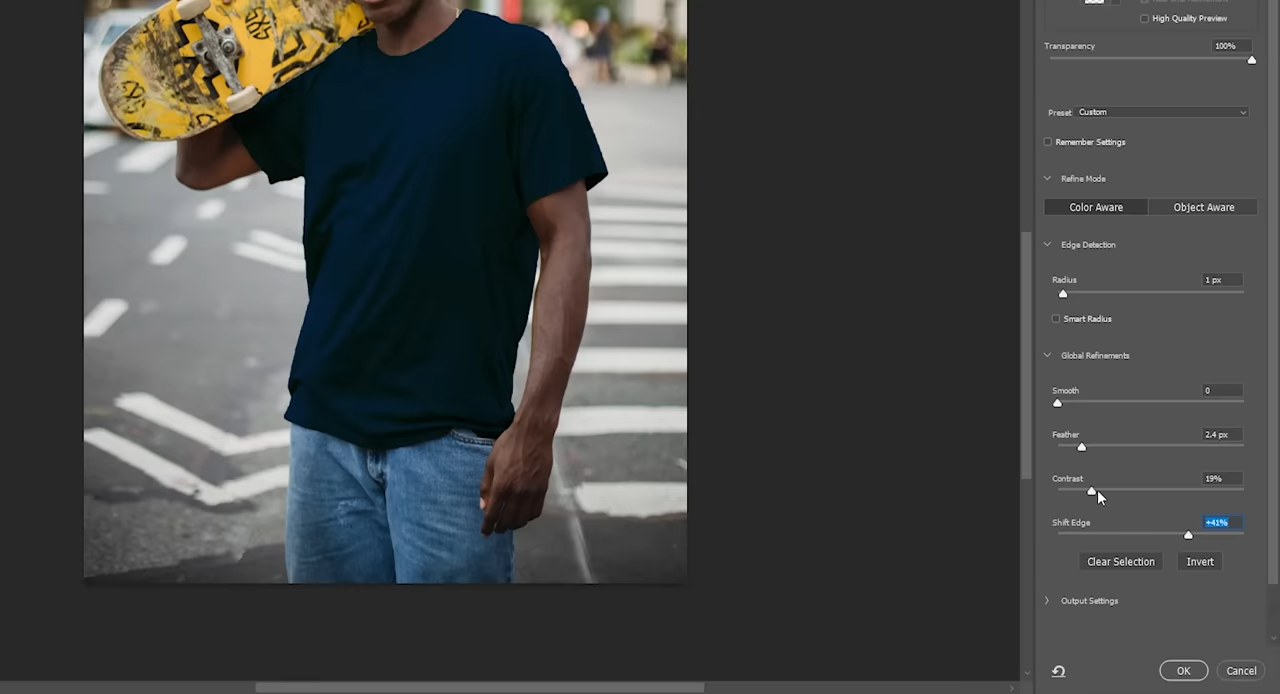 High Quality Preview
Transparency 100%
Preset Custom
Remember Settings
Refine Mode
Color Aware Object Aware
Edge Detection
Radius 1 px
Smart Radius
Global Refinements
Smooth 0
Feather 2.4 px
Contrast 19%
Shift Edge +41%
Clear Selection Invert
Output Settings
OK Cancel